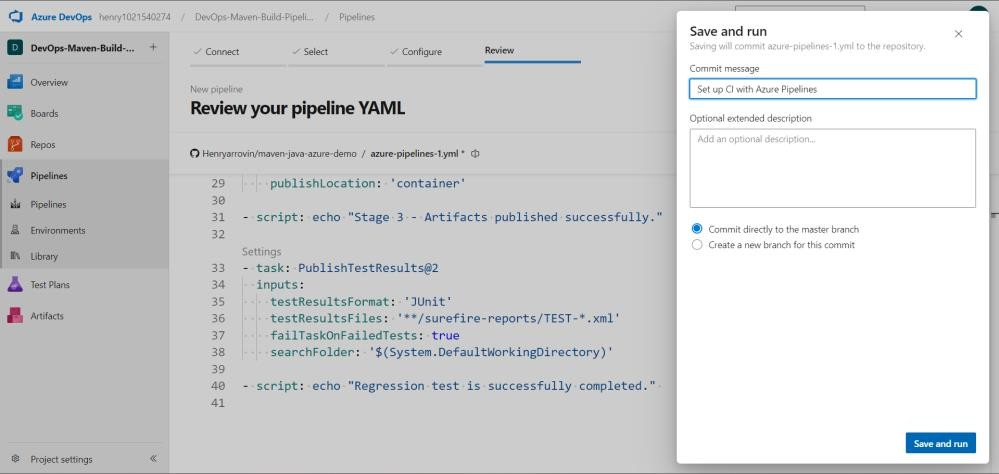 Azure DevOps henry1021540274 / DevOps-Maven-Build-Pipeli... / Pipelines
D DevOps-Maven-Build-... +
Overview
Boards
Repos
Pipelines
Pipelines
Environments
Library
Test Plans
Artifacts
Project settings
Connect Select Configure Review
New pipeline
Review your pipeline YAML
Henryarrovin/maven-java-azure-demo / azure-pipelines-1.yml *
29 publishLocation: 'container'
30
31 - script: echo "Stage 3 - Artifacts published successfully."
32
Settings
33 - task: PublishTestResults@2
34 inputs:
35 testResultsFormat: 'JUnit'
36 testResultsFiles: '**/surefire-reports/TEST-*.xml'
37 failTaskOnFailedTests: true
38 searchFolder: '$(System.DefaultWorkingDirectory)'
39
40 - script: echo "Regression test is successfully completed."
41
Save and run
Saving will commit azure-pipelines-1.yml to the repository.
Commit message
Set up CI with Azure Pipelines
Optional extended description
Add an optional description...
Commit directly to the master branch
Create a new branch for this commit
Save and run